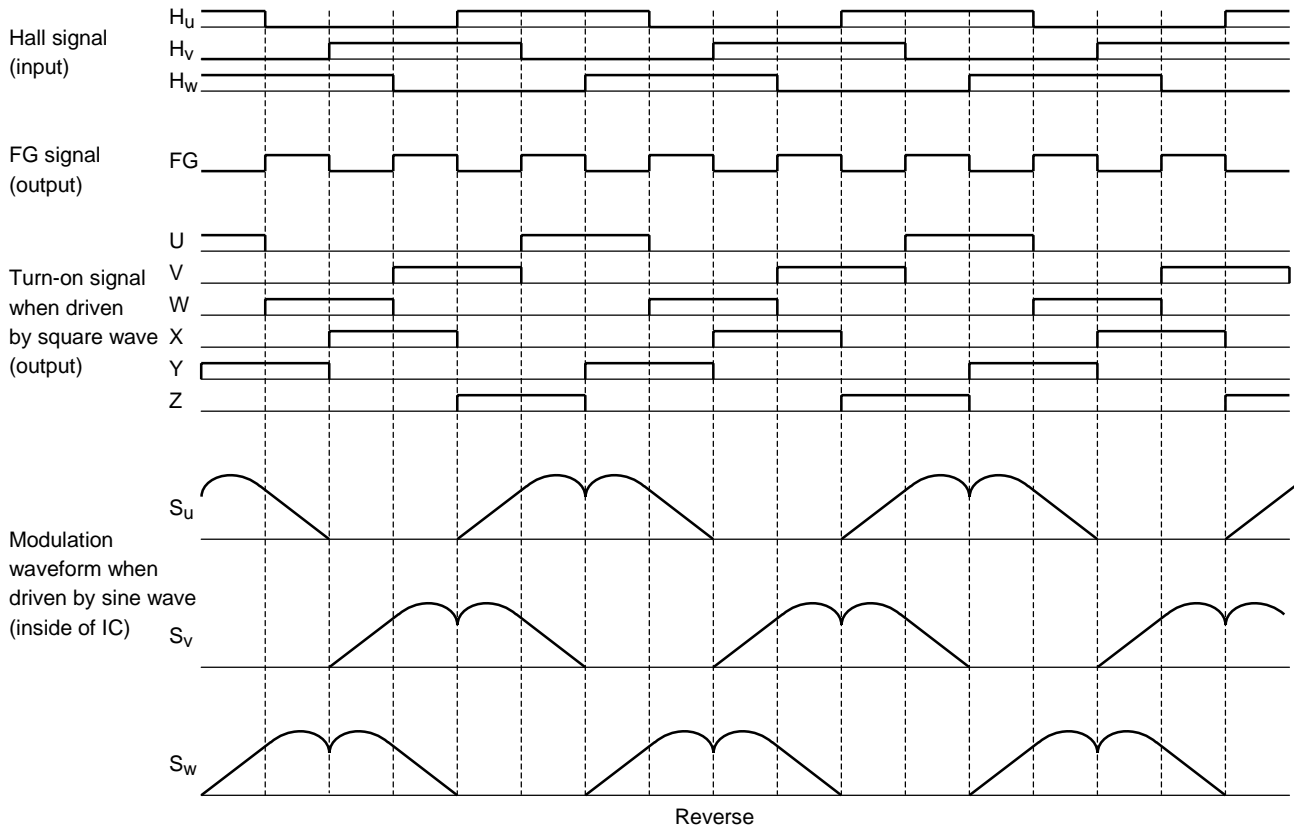 Hall signal
(input)
Hu
Hv
Hw
FG signal
(output)
FG
Turn-on signal
when driven
by square wave
(output)
U
V
W
X
Y
Z
Modulation
waveform when
driven by sine wave
(inside of IC)
Su
Sv
Sw
Reverse